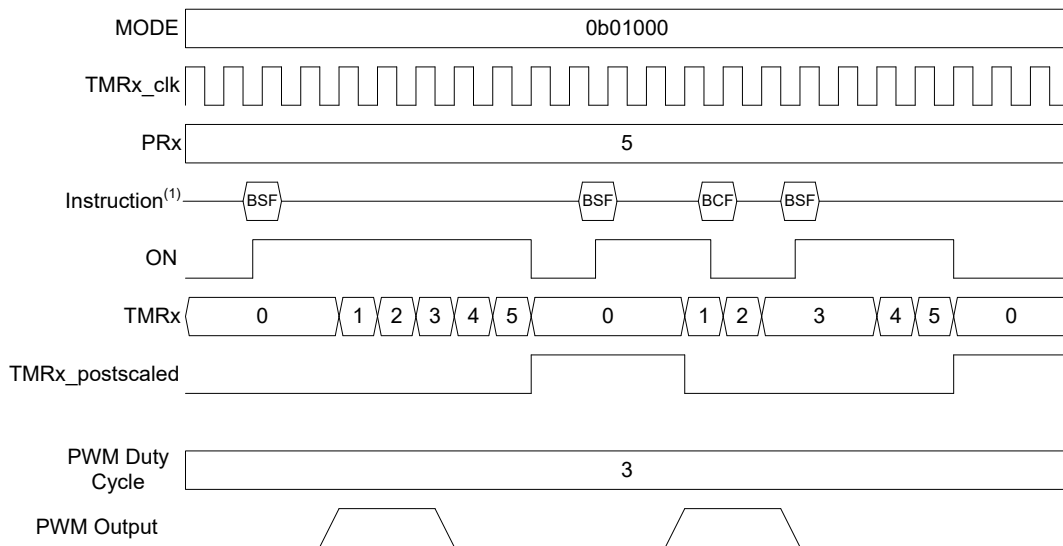 MODE 0b01000
TMRx_clk
PRx 5
Instruction(1) BSF BSF BCF BSF
ON
TMRx 0 1 2 3 4 5 0 1 2 3 4 5 0
TMRx_postscaled
PWM Duty
Cycle 3
PWM Output